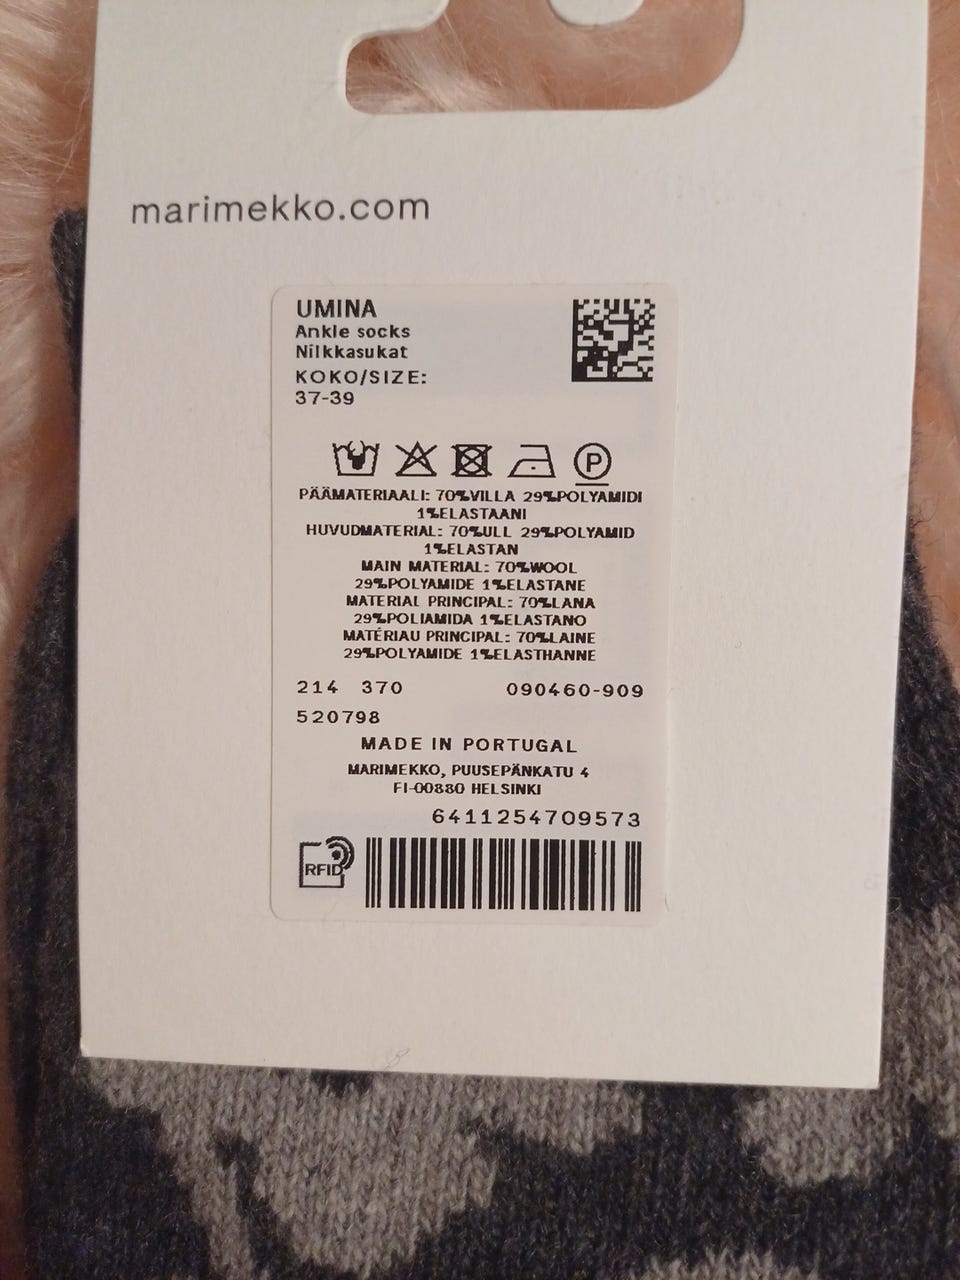 marimekko.com
UMINA
Ankle socks
Nilkkasukat
KOKO/SIZE:
37-39
P
PÄÄMATERIAALI: 70%VILLA 29%POLYAMIDI
1%ELASTAANI
HUVUDMATERIAL: 70%ULL 29%POLYAMID
1%ELASTAN
MAIN MATERIAL: 70%WOOL
29%POLYAMIDE 1%ELASTANE
MATERIAL PRINCIPAL: 70%LANA
29%POLIAMIDA 1%ELASTANO
MATÉRIAU PRINCIPAL: 70%LAINE
29%POLYAMIDE 1%ELASTHANNE
214 370 090460-909
520798
MADE IN PORTUGAL
MARIMEKKO, PUUSEPÄNKATU 4
FI-00880 HELSINKI
6411254709573
RFID